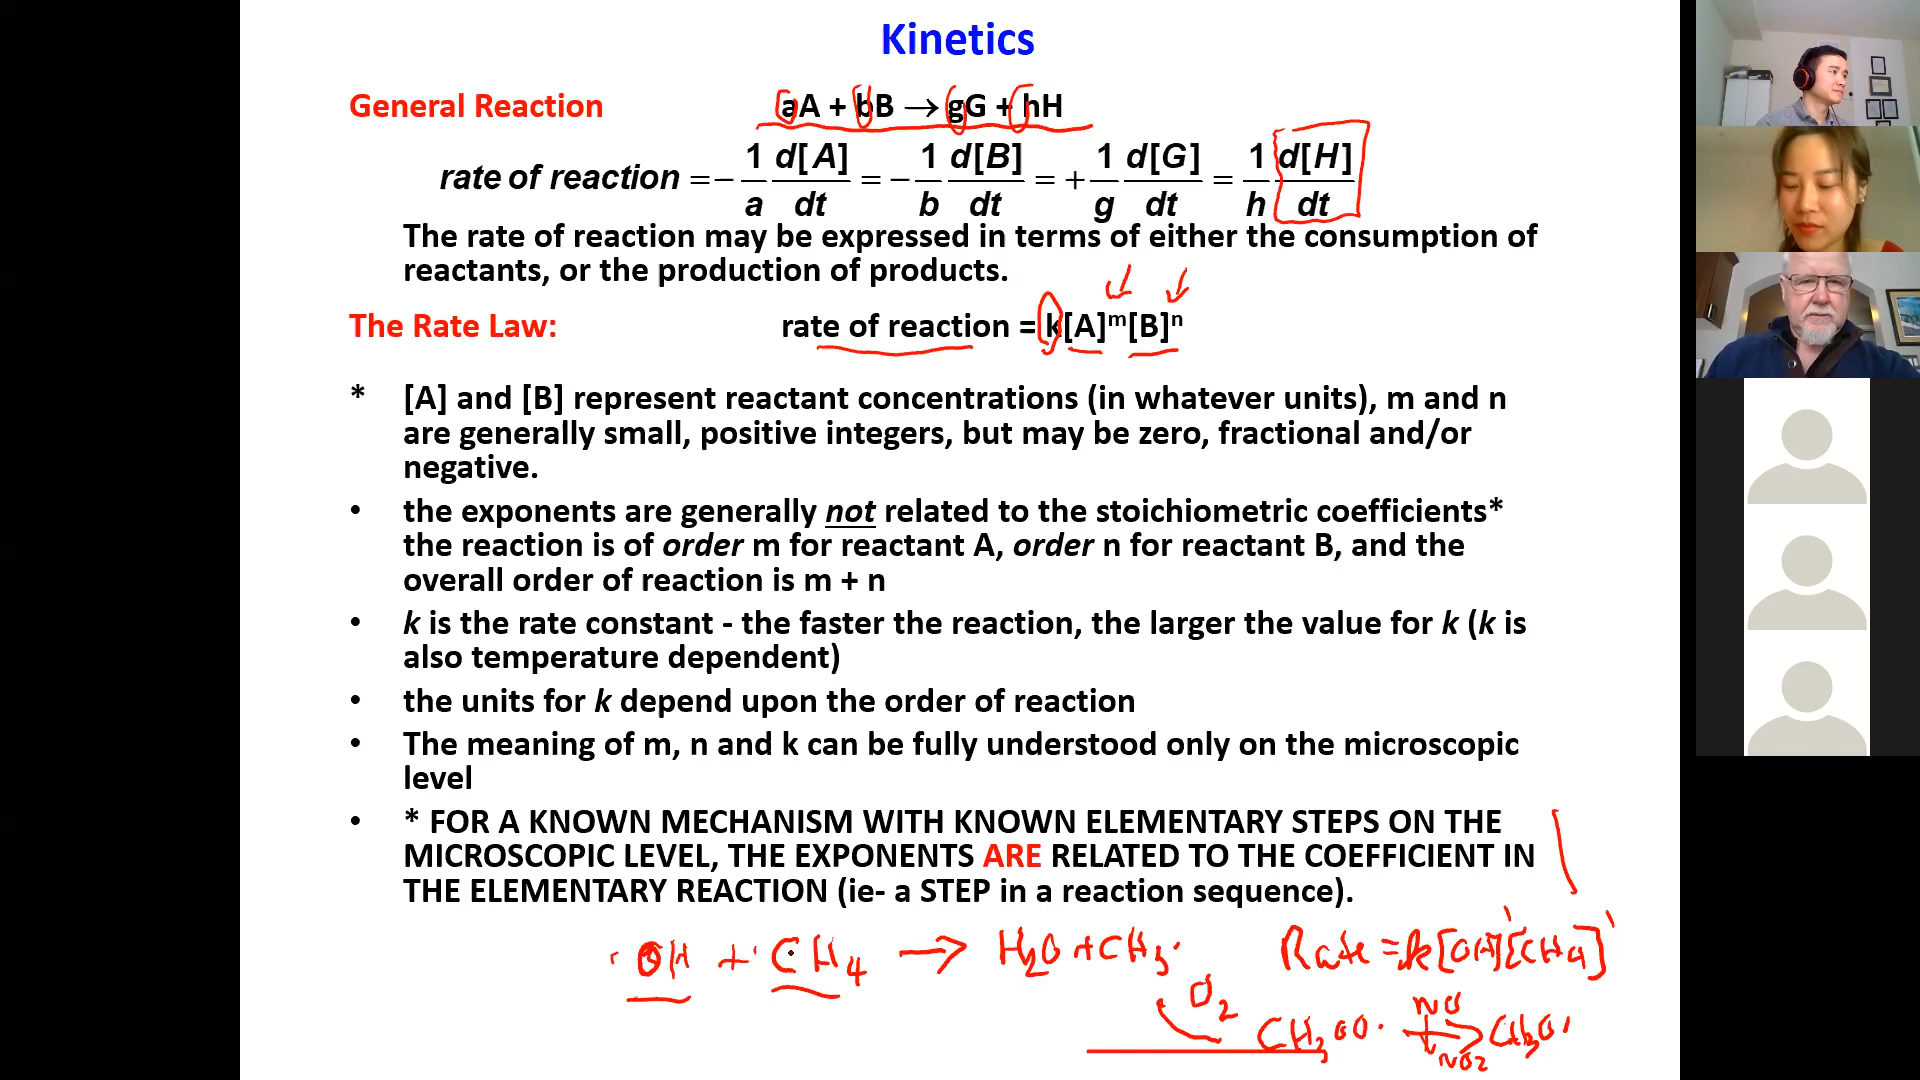 Kinetics
General Reaction aA + bB → gG + hH
rate of reaction = - 1/a d[A]/dt = - 1/b d[B]/dt = + 1/g d[G]/dt = 1/h d[H]/dt
The rate of reaction may be expressed in terms of either the consumption of
reactants, or the production of products.
The Rate Law: rate of reaction = k[A]ᵐ[B]ⁿ
* [A] and [B] represent reactant concentrations (in whatever units), m and n
are generally small, positive integers, but may be zero, fractional and/or
negative.
• the exponents are generally not related to the stoichiometric coefficients*
the reaction is of order m for reactant A, order n for reactant B, and the
overall order of reaction is m + n
• k is the rate constant - the faster the reaction, the larger the value for k (k is
also temperature dependent)
• the units for k depend upon the order of reaction
• The meaning of m, n and k can be fully understood only on the microscopic
level
• * FOR A KNOWN MECHANISM WITH KNOWN ELEMENTARY STEPS ON THE
MICROSCOPIC LEVEL, THE EXPONENTS ARE RELATED TO THE COEFFICIENT IN
THE ELEMENTARY REACTION (ie- a STEP in a reaction sequence).
OH + CH₄ → H₂O + CH₃· Rate = k[OH]¹[CH₄]¹
O₂
NO
CH₃OO· → CH₃O·
NO₂